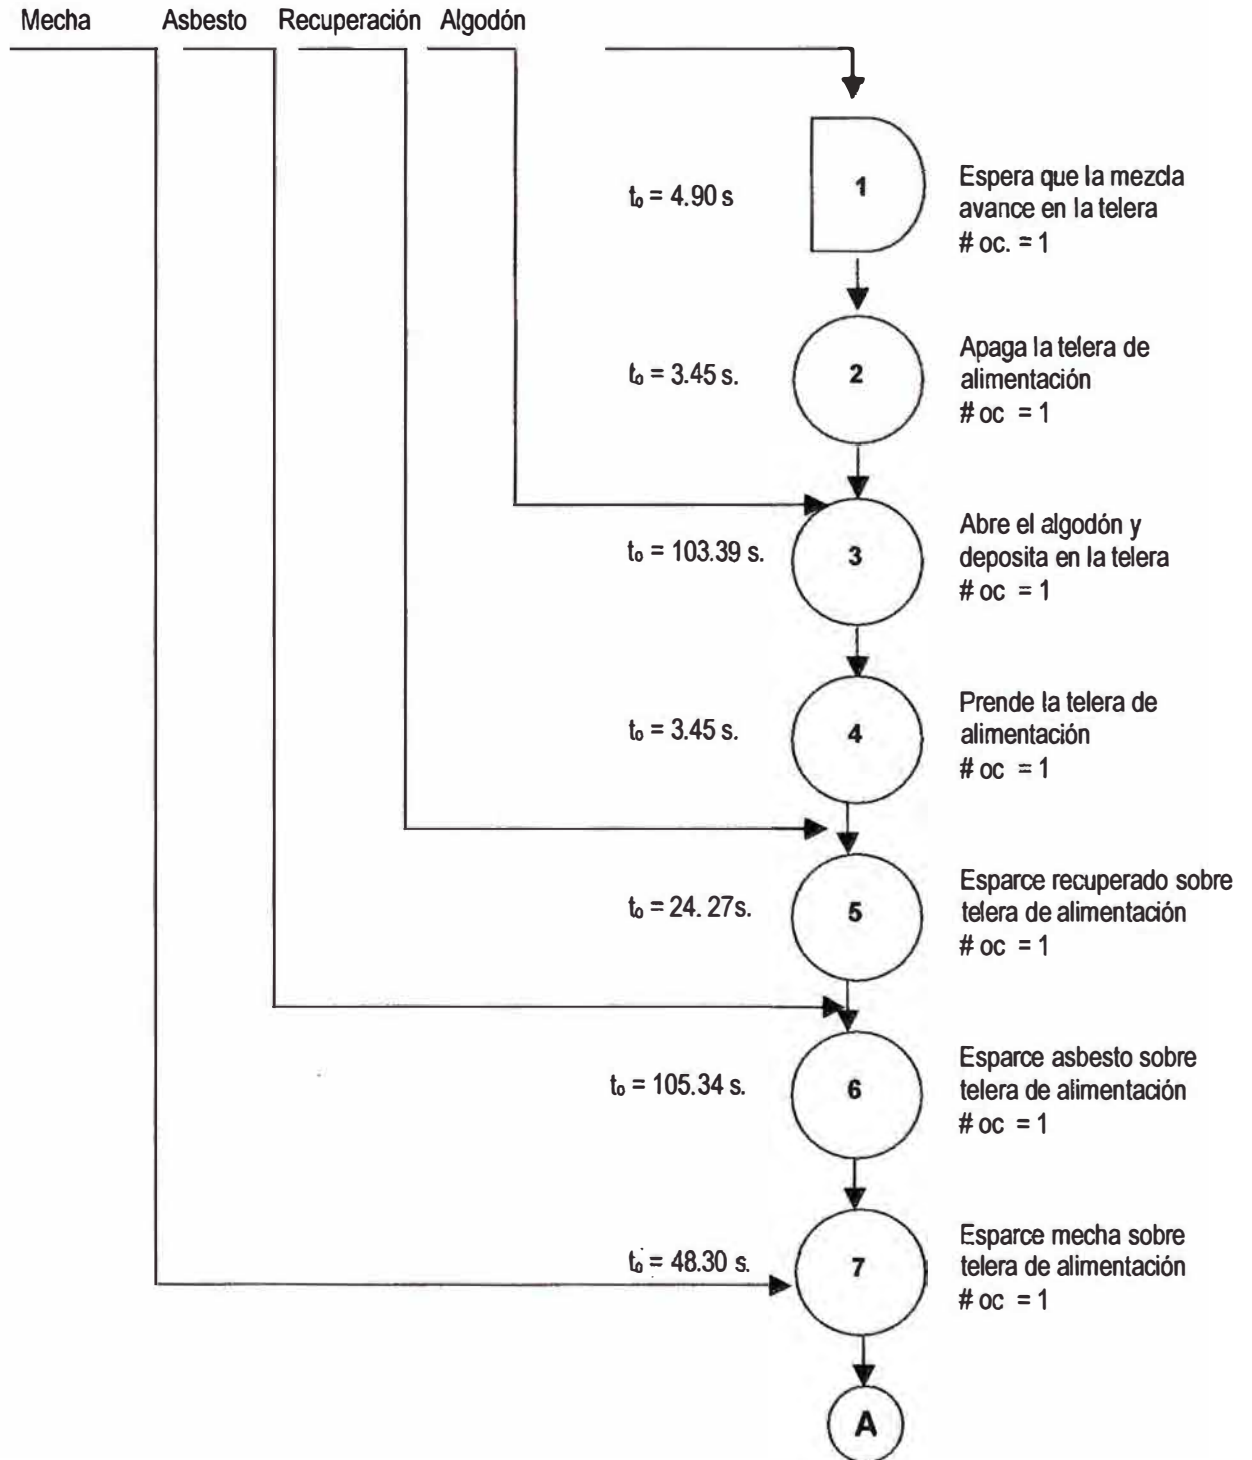 Mecha Asbesto Recuperación Algodón
t₀ = 4.90 s
1
Espera que la mezcla
avance en la telera
# oc. = 1
t₀ = 3.45 s.
2
Apaga la telera de
alimentación
# oc = 1
t₀ = 103.39 s.
3
Abre el algodón y
deposita en la telera
# oc = 1
t₀ = 3.45 s.
4
Prende la telera de
alimentación
# oc = 1
t₀ = 24. 27s.
5
Esparce recuperado sobre
telera de alimentación
# oc = 1
t₀ = 105.34 s.
6
Esparce asbesto sobre
telera de alimentación
# oc = 1
t₀ = 48.30 s.
7
Esparce mecha sobre
telera de alimentación
# oc = 1
A